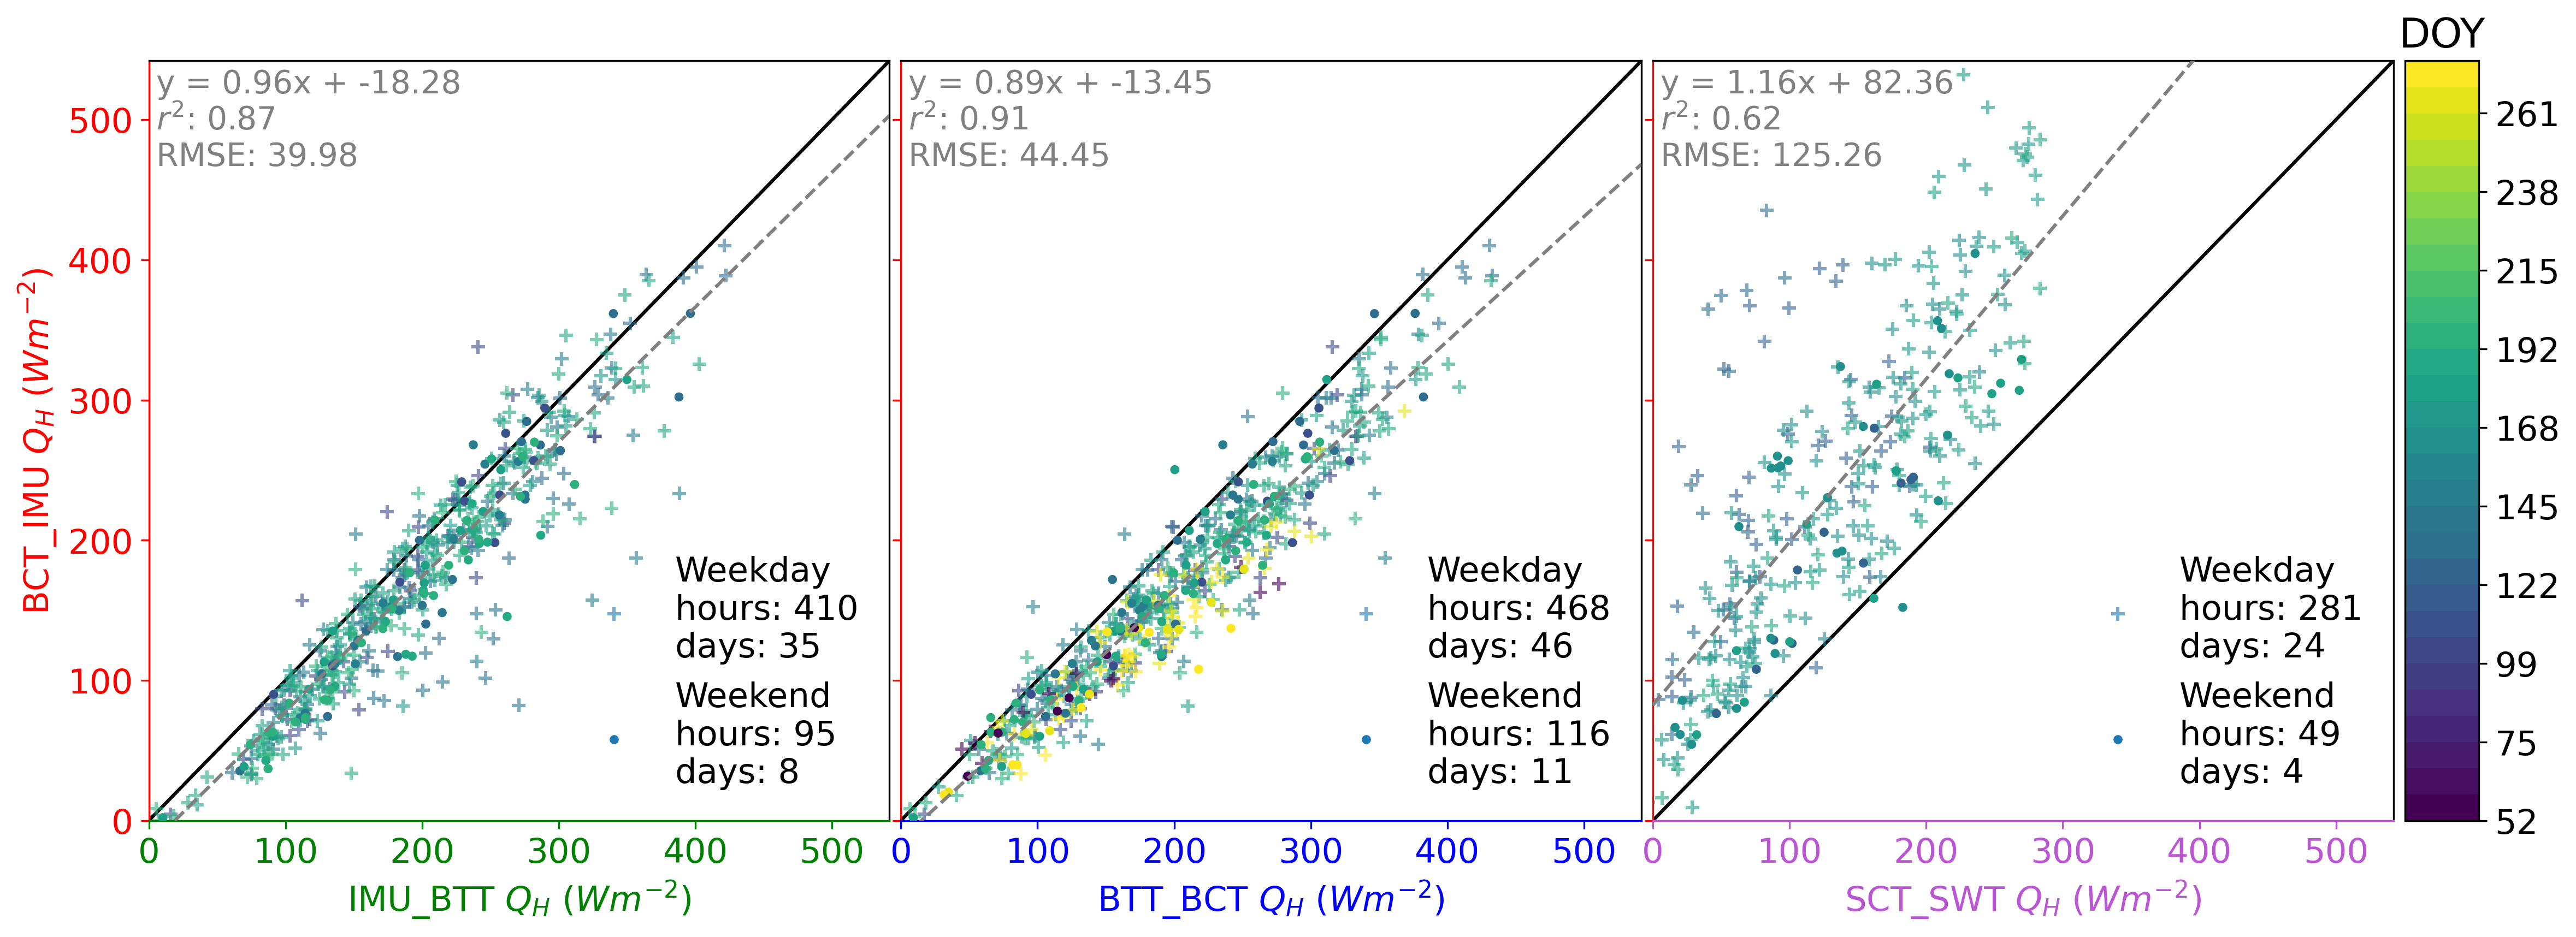 DOY
y = 0.96x + -18.28
r²: 0.87
RMSE: 39.98
y = 0.89x + -13.45
r²: 0.91
RMSE: 44.45
y = 1.16x + 82.36
r²: 0.62
RMSE: 125.26
500
400
300
200
100
0
BCT_IMU Q_H (Wm⁻²)
Weekday
hours: 410
days: 35
Weekend
hours: 95
days: 8
Weekday
hours: 468
days: 46
Weekend
hours: 116
days: 11
Weekday
hours: 281
days: 24
Weekend
hours: 49
days: 4
261
238
215
192
168
145
122
99
75
52
0 100 200 300 400 500
0 100 200 300 400 500
0 100 200 300 400 500
IMU_BTT Q_H (Wm⁻²)
BTT_BCT Q_H (Wm⁻²)
SCT_SWT Q_H (Wm⁻²)